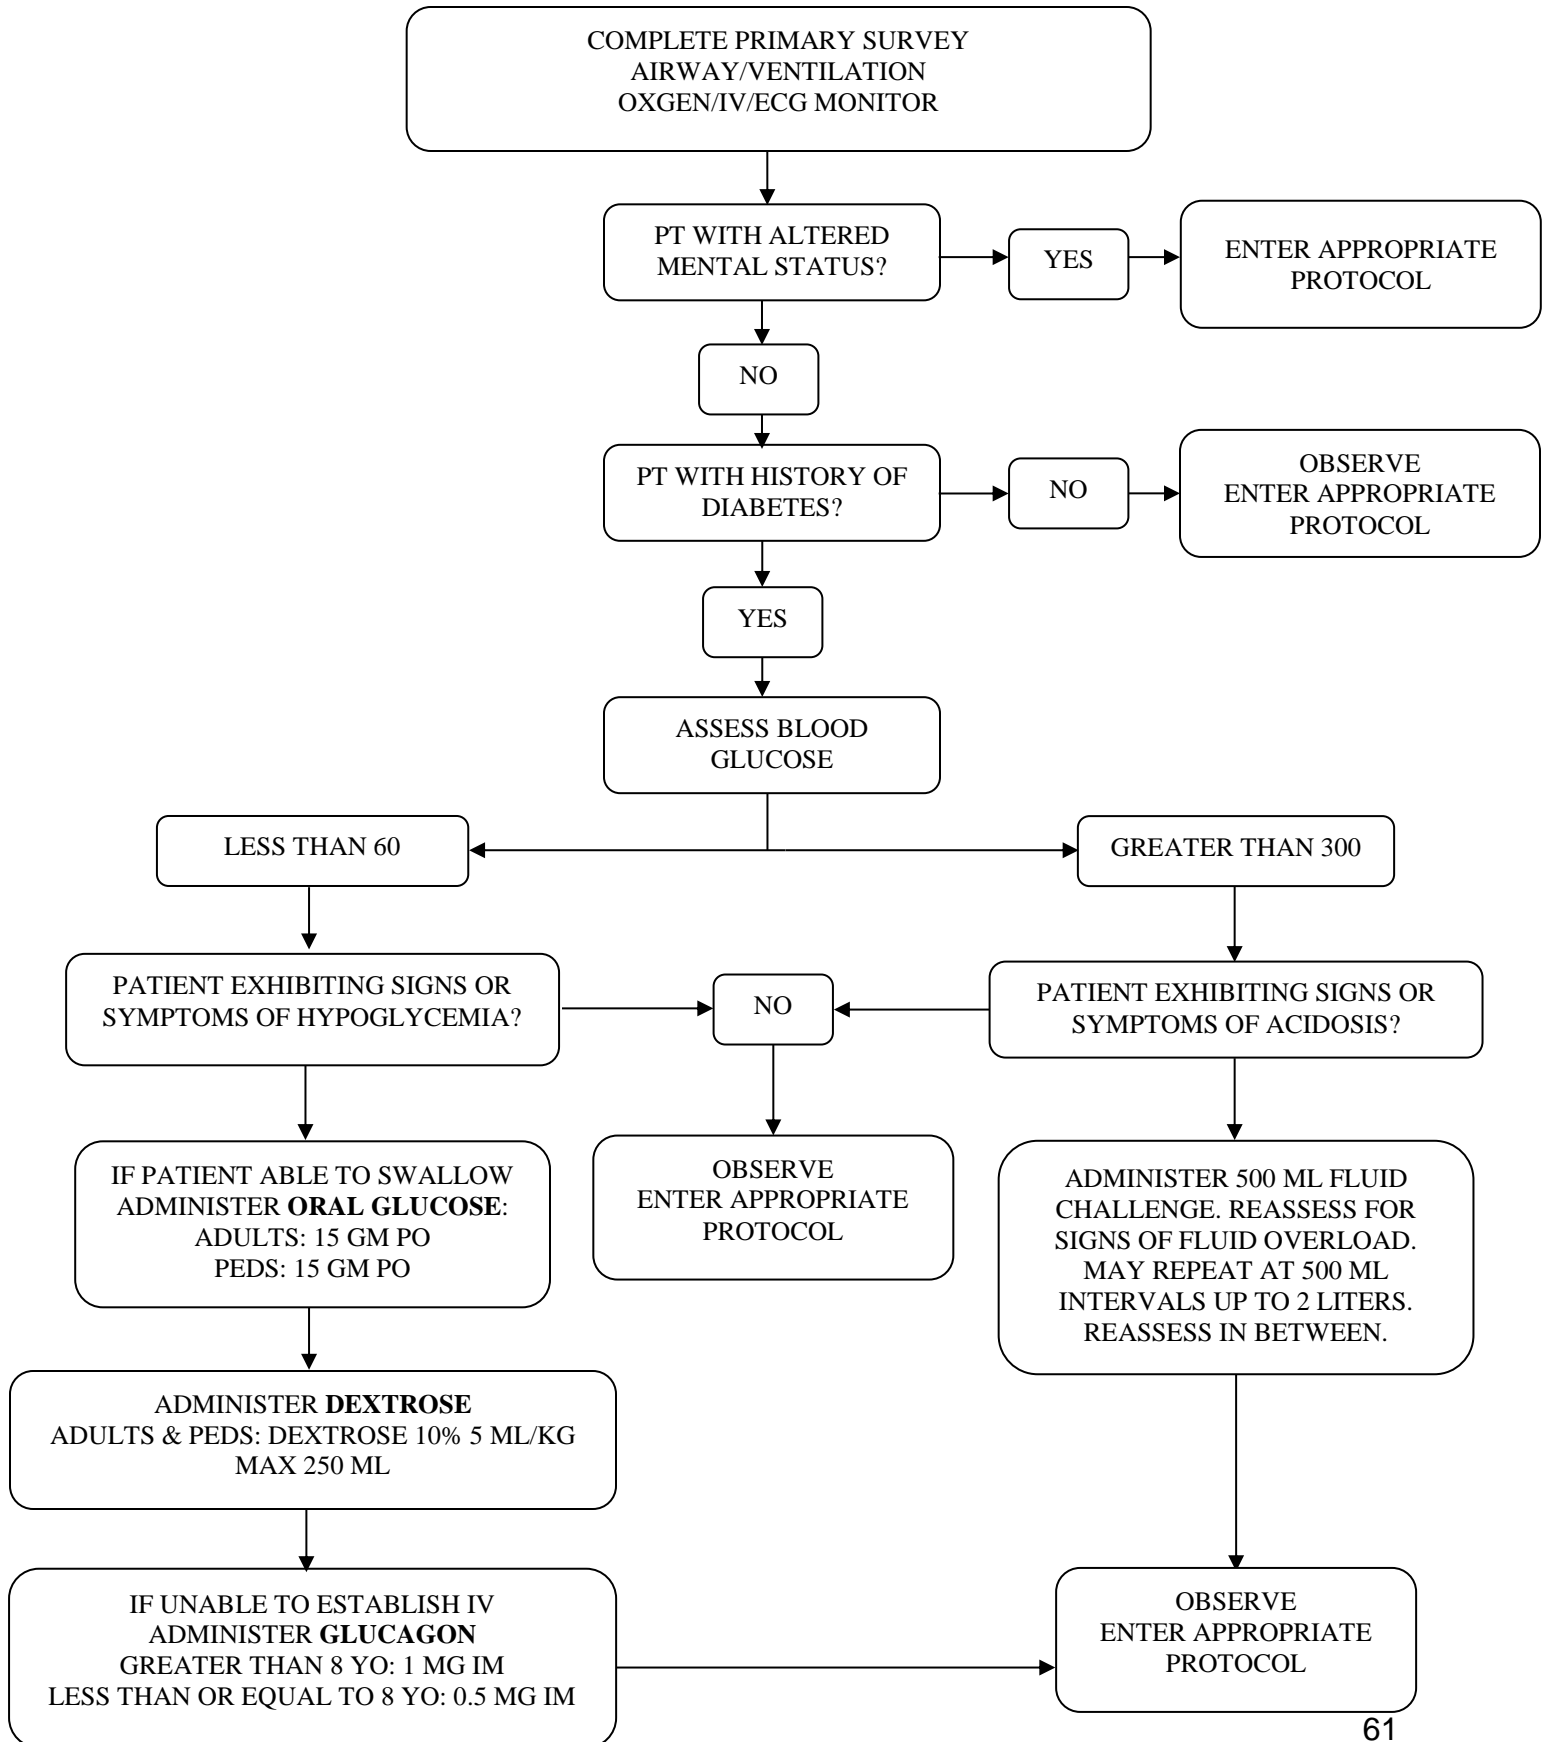 COMPLETE PRIMARY SURVEY
AIRWAY/VENTILATION
OXGEN/IV/ECG MONITOR
PT WITH ALTERED
MENTAL STATUS?
YES
ENTER APPROPRIATE
PROTOCOL
NO
PT WITH HISTORY OF
DIABETES?
NO
OBSERVE
ENTER APPROPRIATE
PROTOCOL
YES
ASSESS BLOOD
GLUCOSE
LESS THAN 60
GREATER THAN 300
PATIENT EXHIBITING SIGNS OR
SYMPTOMS OF HYPOGLYCEMIA?
NO
PATIENT EXHIBITING SIGNS OR
SYMPTOMS OF ACIDOSIS?
IF PATIENT ABLE TO SWALLOW
ADMINISTER ORAL GLUCOSE:
ADULTS: 15 GM PO
PEDS: 15 GM PO
OBSERVE
ENTER APPROPRIATE
PROTOCOL
ADMINISTER 500 ML FLUID
CHALLENGE. REASSESS FOR
SIGNS OF FLUID OVERLOAD.
MAY REPEAT AT 500 ML
INTERVALS UP TO 2 LITERS.
REASSESS IN BETWEEN.
ADMINISTER DEXTROSE
ADULTS & PEDS: DEXTROSE 10% 5 ML/KG
MAX 250 ML
IF UNABLE TO ESTABLISH IV
ADMINISTER GLUCAGON
GREATER THAN 8 YO: 1 MG IM
LESS THAN OR EQUAL TO 8 YO: 0.5 MG IM
OBSERVE
ENTER APPROPRIATE
PROTOCOL
61